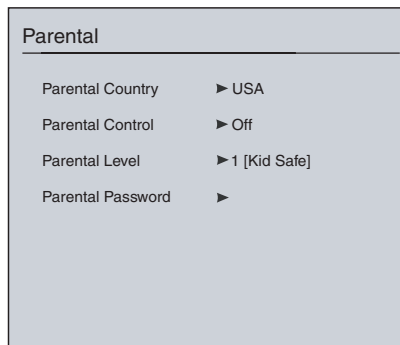 Parental
Parental Country ► USA
Parental Control ► Off
Parental Level ► 1 [Kid Safe]
Parental Password ►